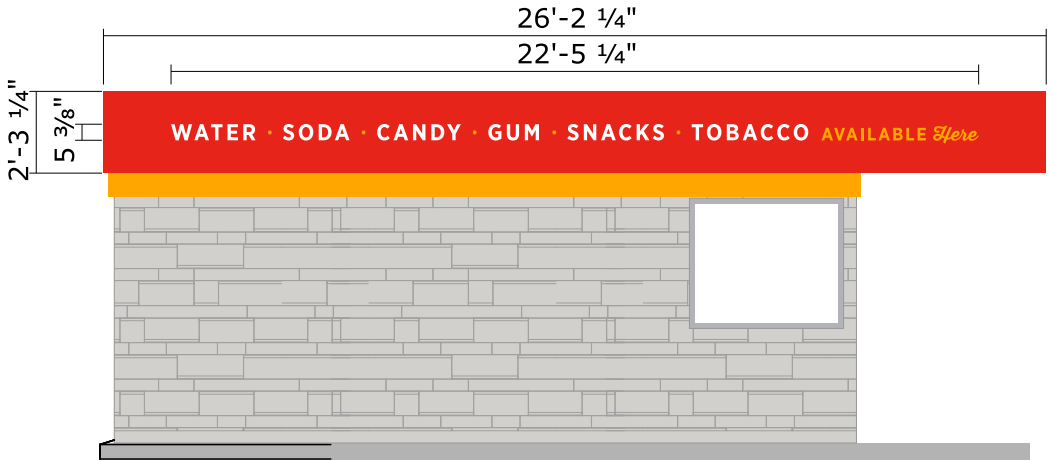 26'-2 ¼"
22'-5 ¼"
2'-3 ¼"
5 ⅜"
WATER · SODA · CANDY · GUM · SNACKS · TOBACCO AVAILABLE Here